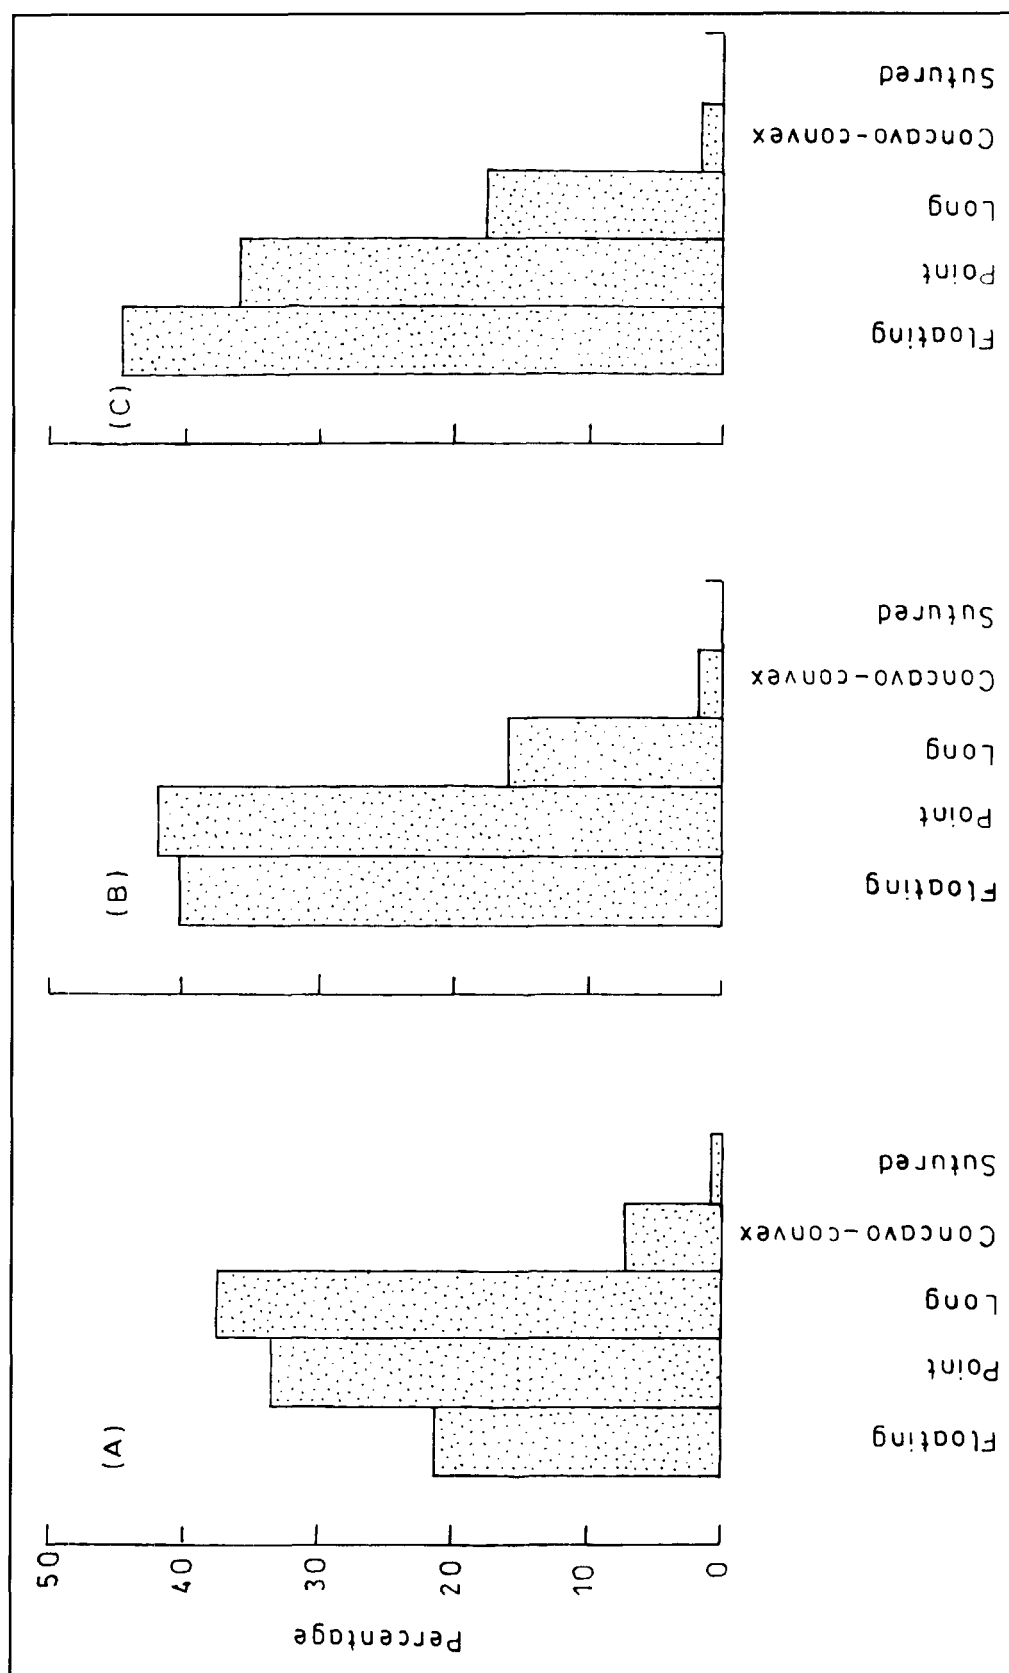 Percentage
50
40
30
20
10
0
(A)
Floating
Point
Long
Concavo-convex
Sutured
(B)
Floating
Point
Long
Concavo-convex
Sutured
(C)
Floating
Point
Long
Concavo-convex
Sutured